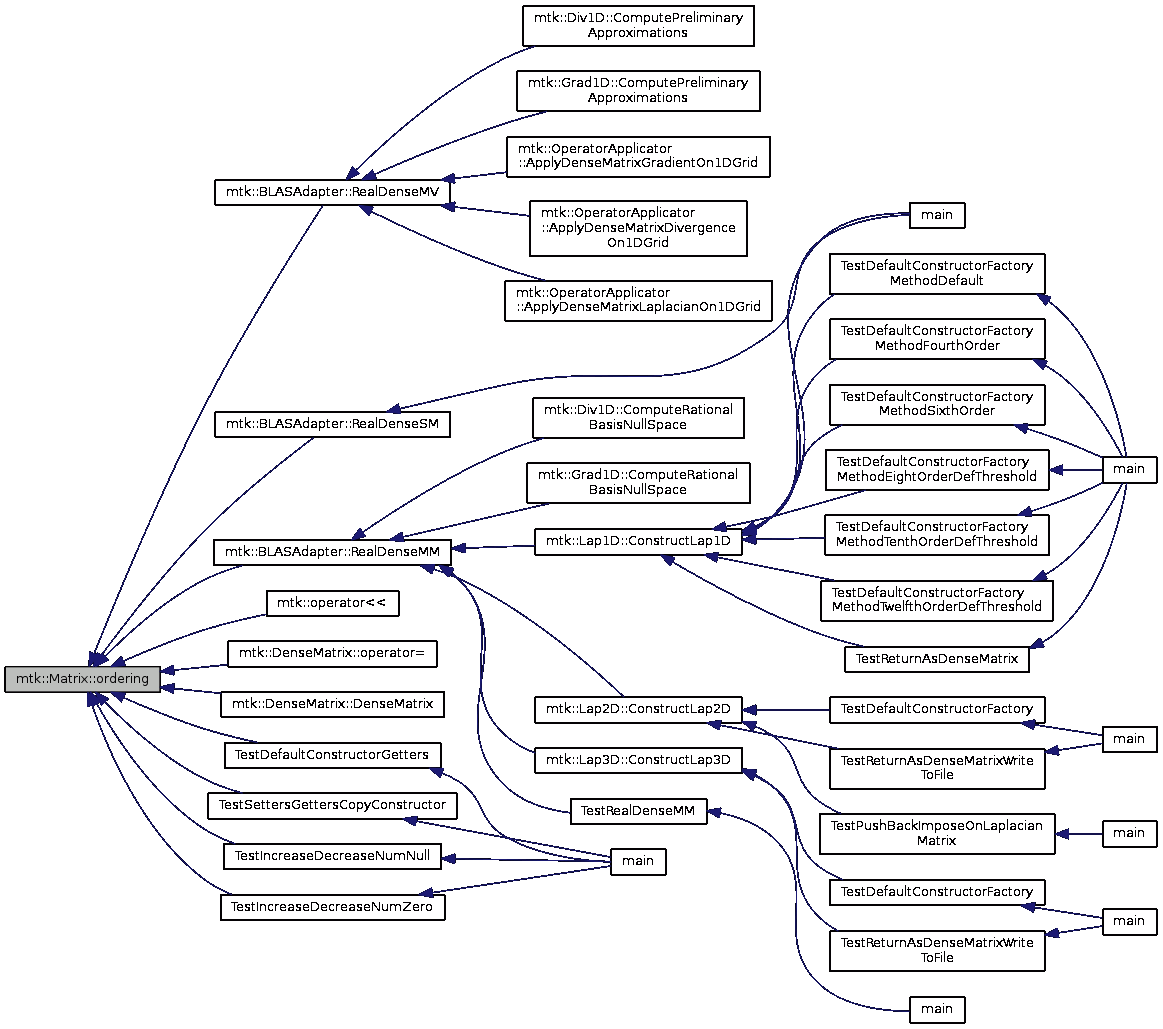 mtk::Div1D::ComputePreliminary
Approximations
mtk::Grad1D::ComputePreliminary
Approximations
mtk::OperatorApplicator
::ApplyDenseMatrixGradientOn1DGrid
mtk::BLASAdapter::RealDenseMV
mtk::OperatorApplicator
::ApplyDenseMatrixDivergence
On1DGrid
main
mtk::OperatorApplicator
::ApplyDenseMatrixLaplacianOn1DGrid
TestDefaultConstructorFactory
MethodDefault
TestDefaultConstructorFactory
MethodFourthOrder
mtk::BLASAdapter::RealDenseSM
mtk::Div1D::ComputeRational
BasisNullSpace
TestDefaultConstructorFactory
MethodSixthOrder
mtk::Grad1D::ComputeRational
BasisNullSpace
TestDefaultConstructorFactory
MethodEightOrderDefThreshold
main
mtk::BLASAdapter::RealDenseMM
mtk::Lap1D::ConstructLap1D
TestDefaultConstructorFactory
MethodTenthOrderDefThreshold
mtk::operator<<
TestDefaultConstructorFactory
MethodTwelfthOrderDefThreshold
mtk::DenseMatrix::operator=
TestReturnAsDenseMatrix
mtk::Matrix::ordering
mtk::DenseMatrix::DenseMatrix
mtk::Lap2D::ConstructLap2D
TestDefaultConstructorFactory
main
TestDefaultConstructorGetters
mtk::Lap3D::ConstructLap3D
TestReturnAsDenseMatrixWrite
ToFile
TestSettersGettersCopyConstructor
TestRealDenseMM
TestPushBackImposeOnLaplacian
Matrix
main
TestIncreaseDecreaseNumNull
main
TestDefaultConstructorFactory
TestIncreaseDecreaseNumZero
main
TestReturnAsDenseMatrixWrite
ToFile
main